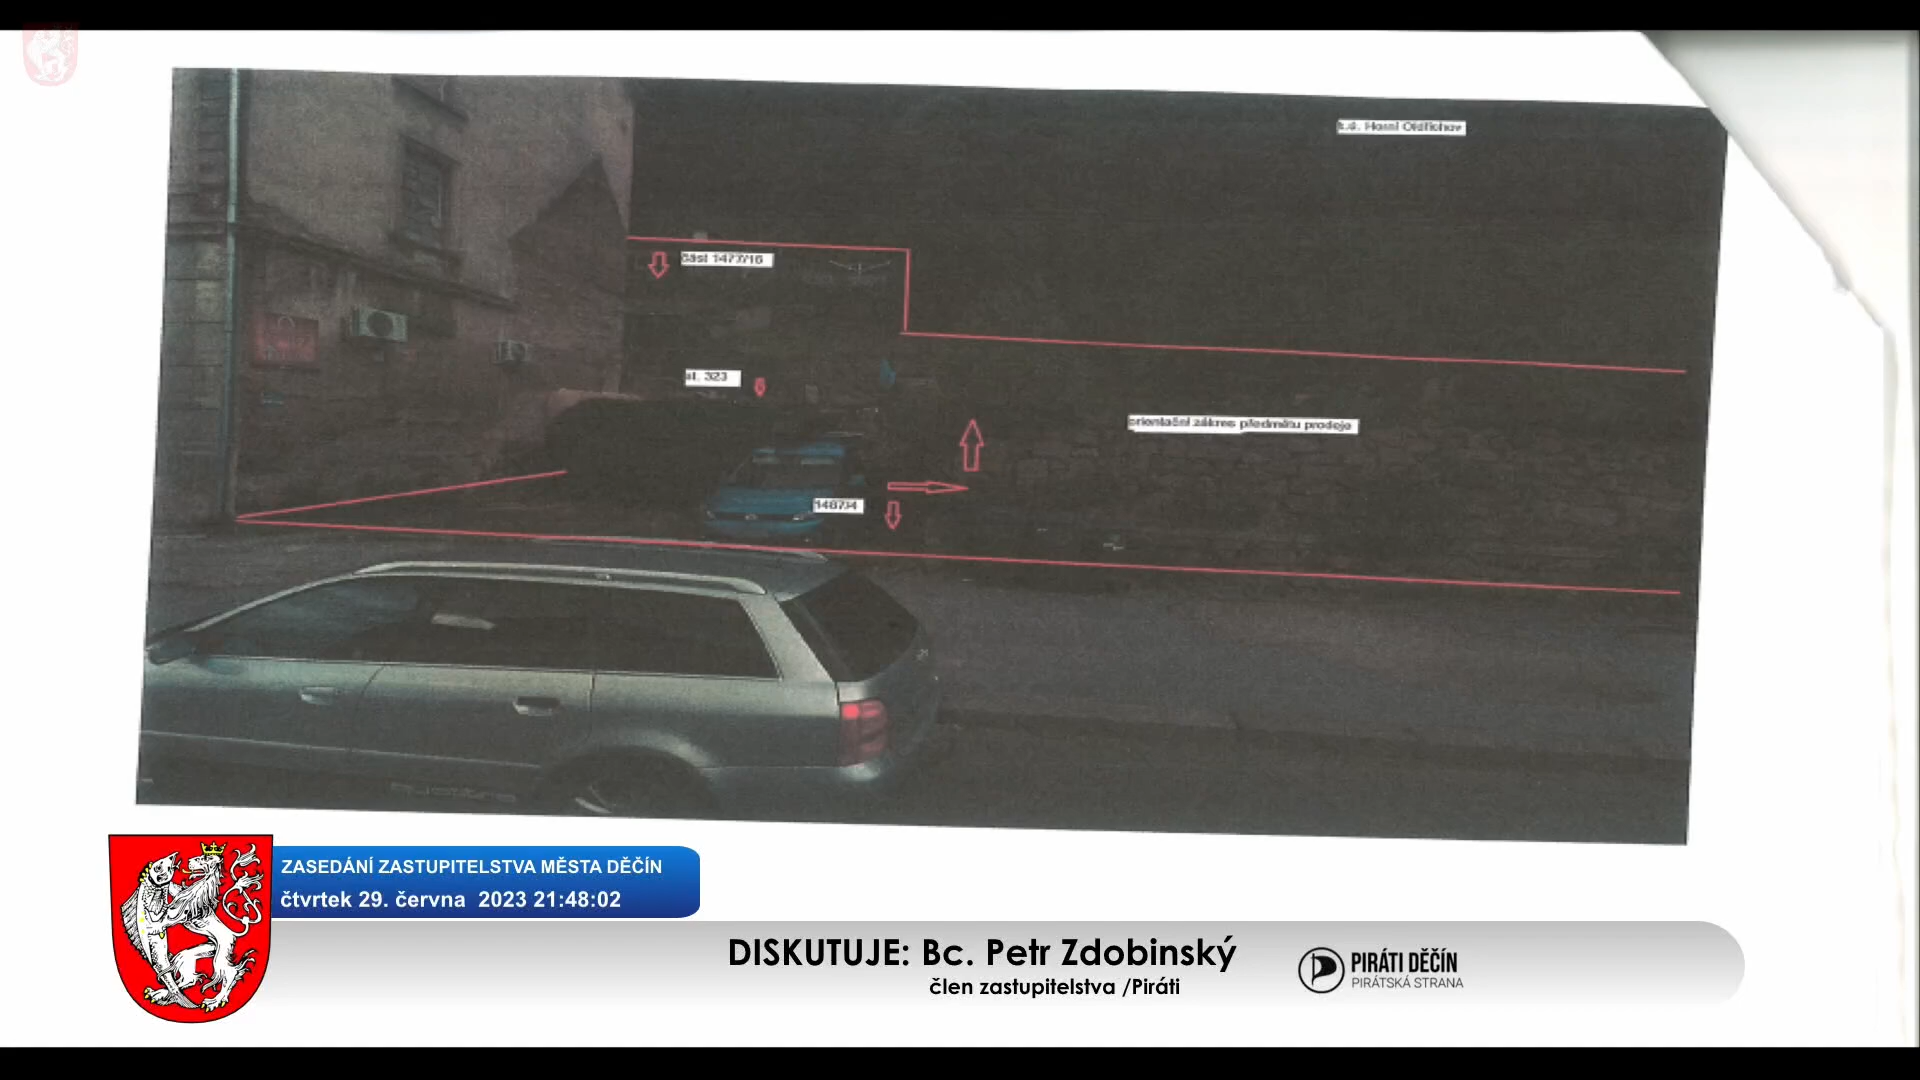 k.ú. Horní Oldřichov
část 1477/16
st. 323
orientační zákres předmětu prodeje
1487/4
quattro
ZASEDÁNÍ ZASTUPITELSTVA MĚSTA DĚČÍN
čtvrtek 29. června 2023 21:48:02
DISKUTUJE: Bc. Petr Zdobinský
člen zastupitelstva /Piráti
PIRÁTI DĚČÍN
PIRÁTSKÁ STRANA